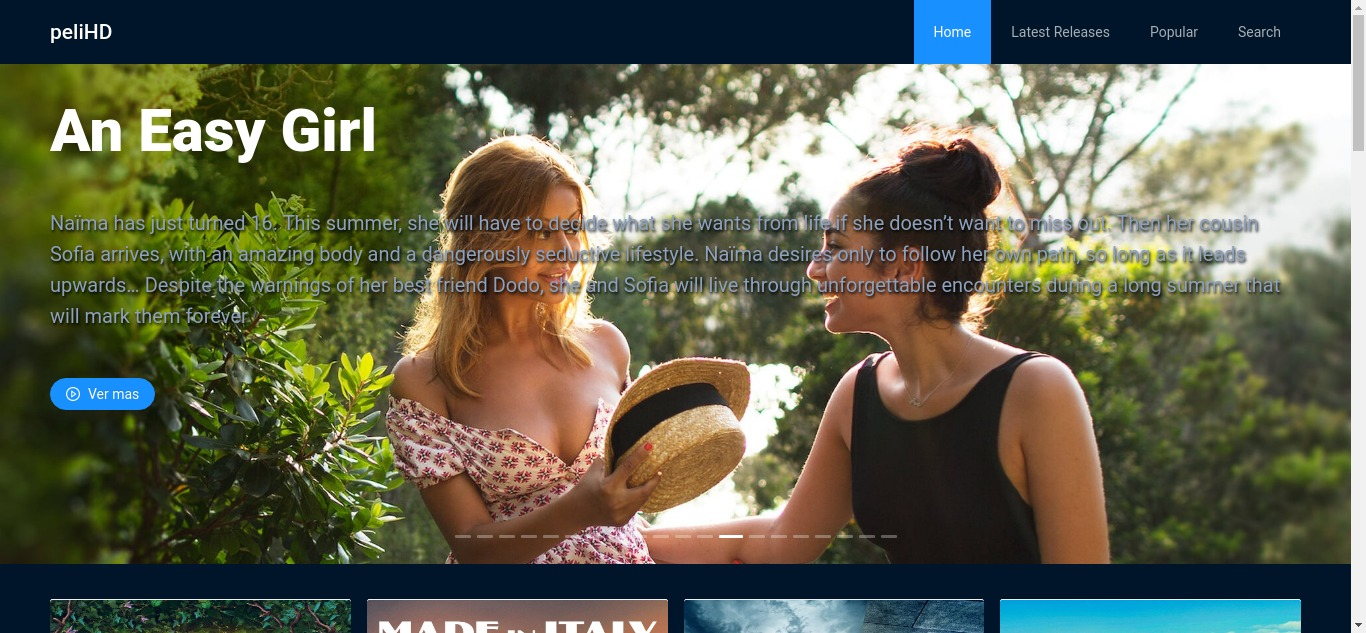 peliHD
Home
Latest Releases
Popular
Search
An Easy Girl
Naïma has just turned 16. This summer, she will have to decide what she wants from life if she doesn’t want to miss out. Then her cousin
Sofia arrives, with an amazing body and a dangerously seductive lifestyle. Naïma desires only to follow her own path, so long as it leads
upwards… Despite the warnings of her best friend Dodo, she and Sofia will live through unforgettable encounters during a long summer that
will mark them forever.
Ver mas
MADE IN ITALY